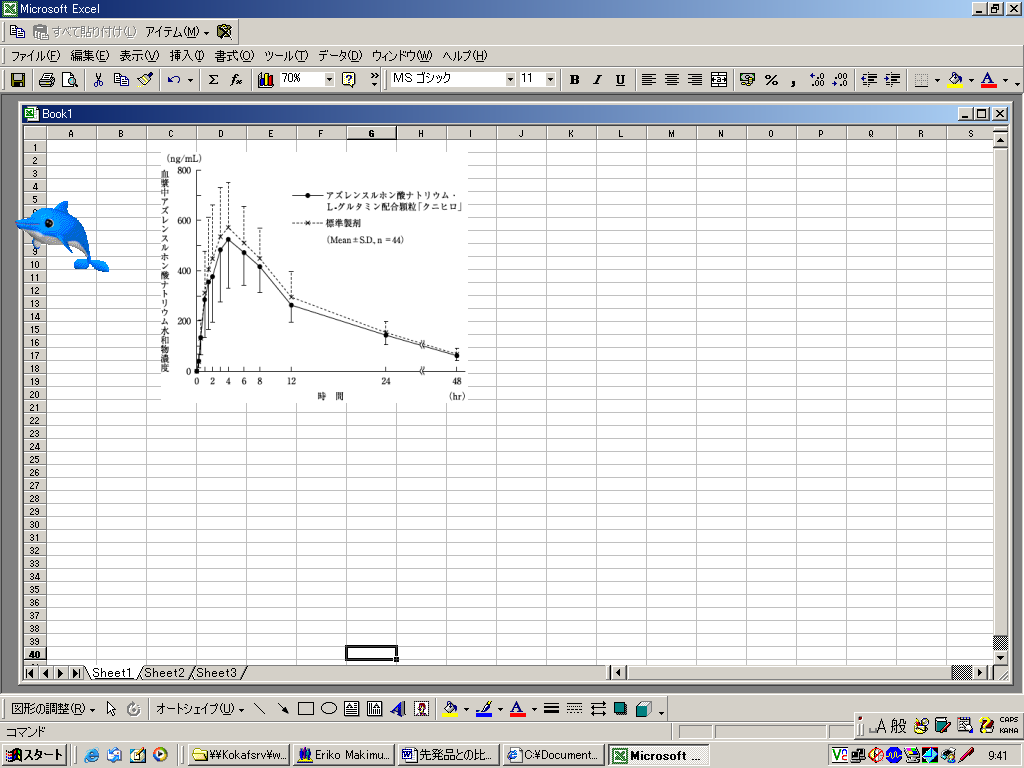 Microsoft Excel
すべて貼り付け(L) アイテム(M)
ファイル(F) 編集(E) 表示(V) 挿入(I) 書式(O) ツール(T) データ(D) ウィンドウ(W) ヘルプ(H)
Σ fx 70% ? » MS ゴシック 11 B I U % , .00 A
Book1
A B C D E F G H I J K L M N O P Q R S
1
2
3
4
5
9
10
11
12
13
14
15
16
17
18
19
20
21
22
23
24
25
26
27
28
29
30
31
32
33
34
35
36
37
38
39
40
(ng/mL)
血漿中アズレンスルホン酸ナトリウム水和物濃度
800
600
400
200
0
アズレンスルホン酸ナトリウム・
L-グルタミン配合顆粒「クニヒロ」
標準製剤
(Mean±S.D., n =44)
0 2 4 6 8 12 24 48
時 間 (hr)
Sheet1 Sheet2 Sheet3
図形の調整(R) オートシェイプ(U) A
コマンド
A 般 CAPS
KANA
スタート ¥¥Kokafsrv¥w... Eriko Makimu... 先発品との比... C:¥Document... Microsoft ... 9:41